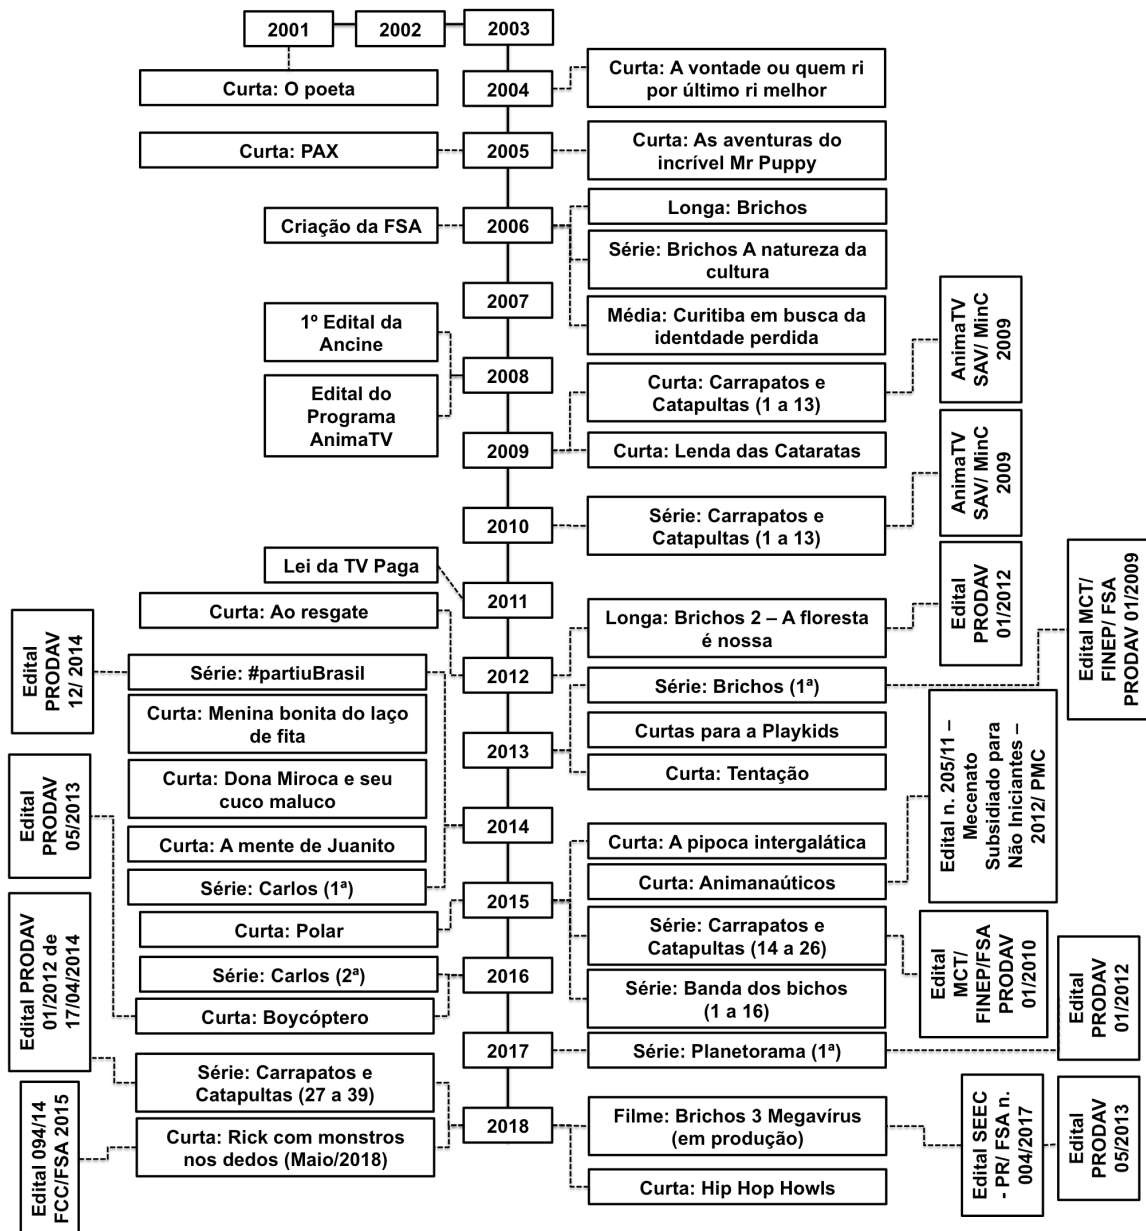 2001
2002
2003
Curta: O poeta
2004
Curta: A vontade ou quem ri
por último ri melhor
Curta: PAX
2005
Curta: As aventuras do
incrível Mr Puppy
Criação da FSA
2006
Longa: Brichos
Série: Brichos A natureza da
cultura
Média: Curitiba em busca da
identdade perdida
2007
1º Edital da
Ancine
Edital do
Programa
AnimaTV
2008
2009
Curta: Carrapatos e
Catapultas (1 a 13)
AnimaTV
SAV/ MinC
2009
Curta: Lenda das Cataratas
2010
Série: Carrapatos e
Catapultas (1 a 13)
AnimaTV
SAV/ MinC
2009
Lei da TV Paga
2011
Curta: Ao resgate
2012
Longa: Brichos 2 – A floresta
é nossa
Edital
PRODAV
01/2012
Série: Brichos (1ª)
Edital MCT/
FINEP/ FSA
PRODAV 01/2009
2013
Curtas para a Playkids
Curta: Tentação
Edital
PRODAV
12/ 2014
Série: #partiuBrasil
Curta: Menina bonita do laço
de fita
Curta: Dona Miroca e seu
cuco maluco
Curta: A mente de Juanito
Série: Carlos (1ª)
2014
Edital
PRODAV
05/2013
Curta: Polar
2015
Curta: A pipoca intergalática
Curta: Animanaúticos
Edital n. 205/11 –
Mecenato
Subsidiado para
Não Iniciantes –
2012/ PMC
Série: Carrapatos e
Catapultas (14 a 26)
Edital
MCT/
FINEP/FSA
PRODAV
01/2010
Série: Banda dos bichos
(1 a 16)
Série: Carlos (2ª)
Curta: Boycóptero
2016
2017
Série: Planetorama (1ª)
Edital
PRODAV
01/2012
Edital PRODAV
01/2012 de
17/04/2014
Série: Carrapatos e
Catapultas (27 a 39)
Edital 094/14
FCC/FSA 2015
Curta: Rick com monstros
nos dedos (Maio/2018)
2018
Filme: Brichos 3 Megavírus
(em produção)
Edital SEEC
- PR/ FSA n.
004/2017
Edital
PRODAV
05/2013
Curta: Hip Hop Howls